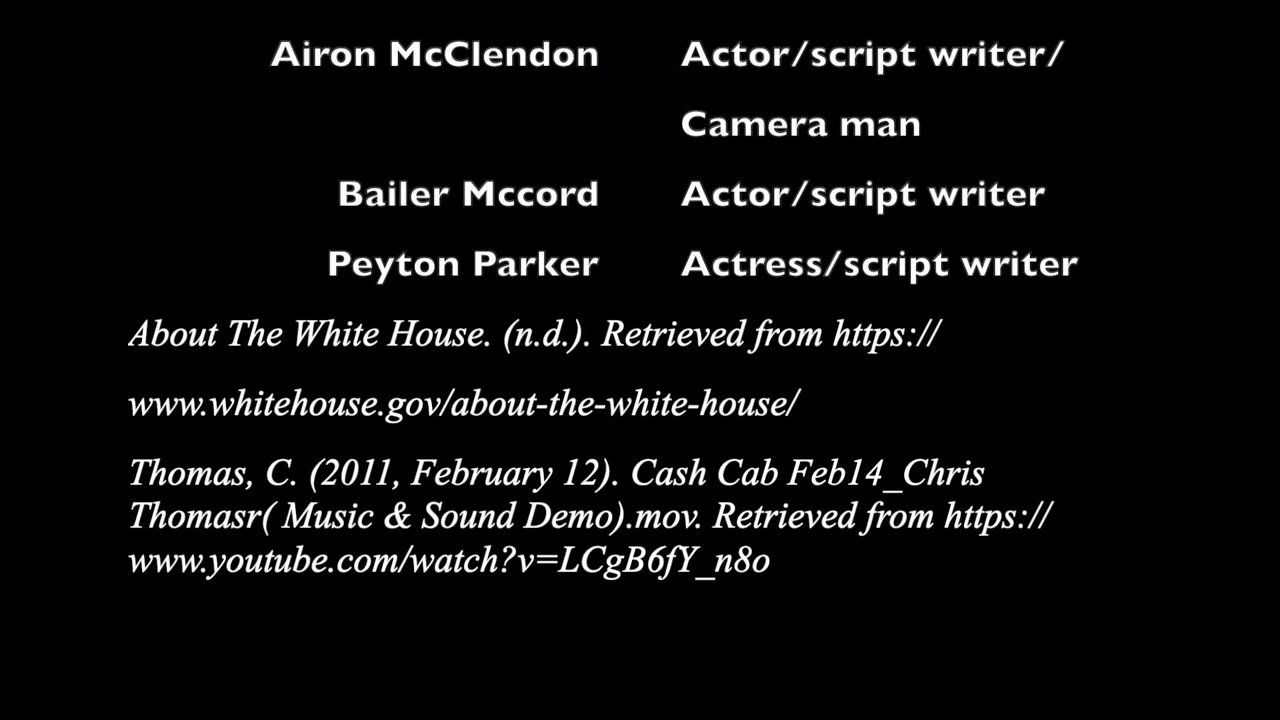 Airon McClendon Actor/script writer/
Camera man
Bailer Mccord Actor/script writer
Peyton Parker Actress/script writer
About The White House. (n.d.). Retrieved from https://
www.whitehouse.gov/about-the-white-house/
Thomas, C. (2011, February 12). Cash Cab Feb14_Chris
Thomasr( Music & Sound Demo).mov. Retrieved from https://
www.youtube.com/watch?v=LCgB6fY_n8o